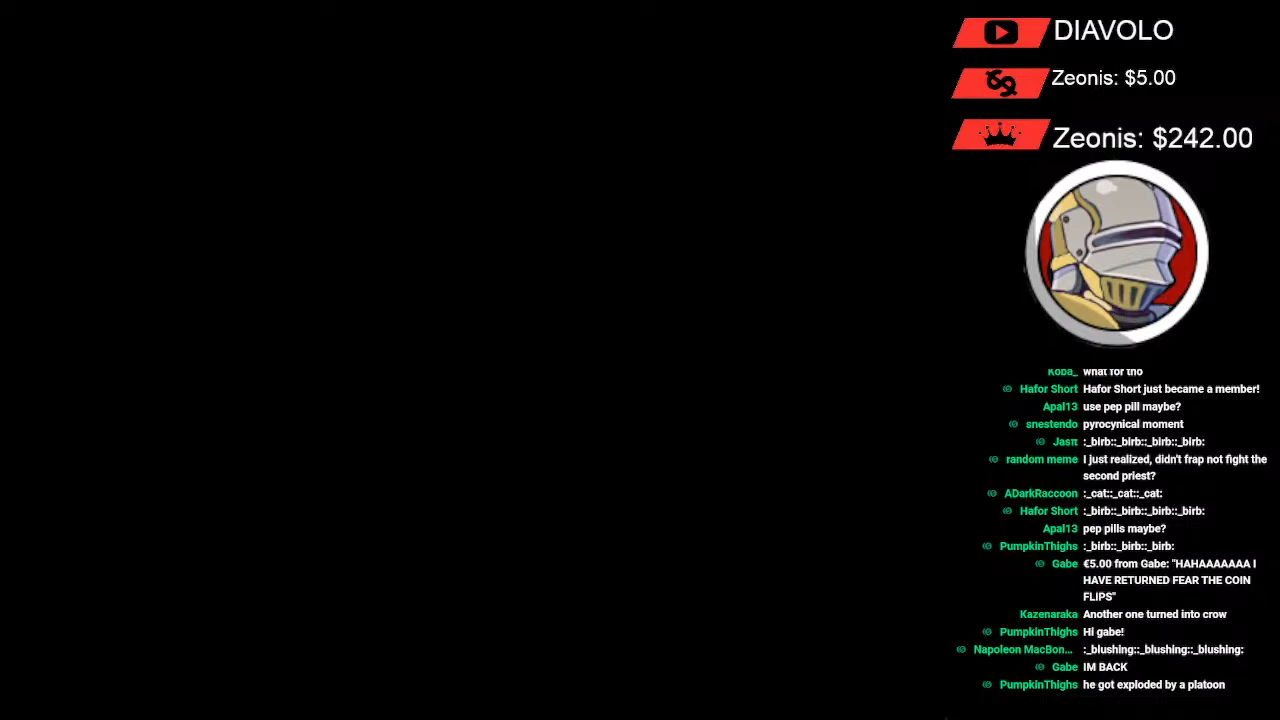 DIAVOLO
Zeonis: $5.00
Zeonis: $242.00
Koba_ what for tho
Hafor Short Hafor Short just became a member!
Apal13 use pep pill maybe?
snestendo pyrocynical moment
Jasπ :_birb::_birb::_birb::_birb:
random meme I just realized, didn't frap not fight the
second priest?
ADarkRaccoon :_cat::_cat::_cat:
Hafor Short :_birb::_birb::_birb::_birb:
Apal13 pep pills maybe?
PumpkinThighs :_birb::_birb::_birb:
Gabe €5.00 from Gabe: "HAHAAAAAAA I
HAVE RETURNED FEAR THE COIN
FLIPS"
Kazenaraka Another one turned into crow
PumpkinThighs Hi gabe!
Napoleon MacBon... :_blushing::_blushing::_blushing:
Gabe IM BACK
PumpkinThighs he got exploded by a platoon